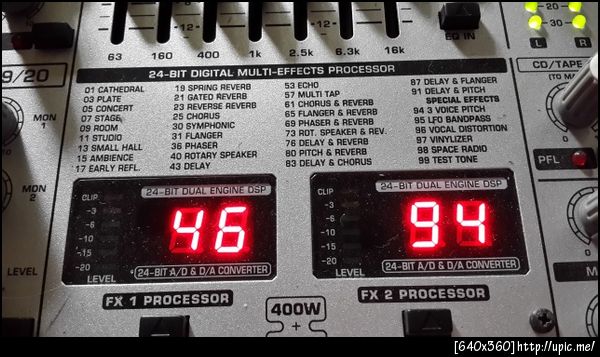 12
12
63 160 400 1K 2.5K 6.3K 16K
EQ IN
20
30
L R
24-BIT DIGITAL MULTI-EFFECTS PROCESSOR
01 CATHEDRAL
03 PLATE
05 CONCERT
07 STAGE
09 ROOM
11 STUDIO
13 SMALL HALL
15 AMBIENCE
17 EARLY REFL.
19 SPRING REVERB
21 GATED REVERB
23 REVERSE REVERB
25 CHORUS
30 SYMPHONIC
31 FLANGER
36 PHASER
40 ROTARY SPEAKER
43 DELAY
53 ECHO
57 MULTI TAP
61 CHORUS & REVERB
65 FLANGER & REVERB
69 PHASER & REVERB
73 ROT. SPEAKER & REV.
76 DELAY & REVERB
80 PITCH & REVERB
83 DELAY & CHORUS
87 DELAY & FLANGER
91 DELAY & PITCH
SPECIAL EFFECTS
94 3 VOICE PITCH
95 LFO BANDPASS
96 VOCAL DISTORTION
97 VINYLIZER
98 SPACE RADIO
99 TEST TONE
9/20
MON 1
MON 2
LEVEL
CD/TAPE
(TO MA
PFL
24-BIT DUAL ENGINE DSP
CLIP
-3
-6
-10
-15
-20
LEVEL
46
24-BIT A/D & D/A CONVERTER
24-BIT DUAL ENGINE DSP
CLIP
-3
-6
-10
-15
-20
LEVEL
94
24-BIT A/D & D/A CONVERTER
FX 1 PROCESSOR
400W
+
FX 2 PROCESSOR
[640x360]http://upic.me/